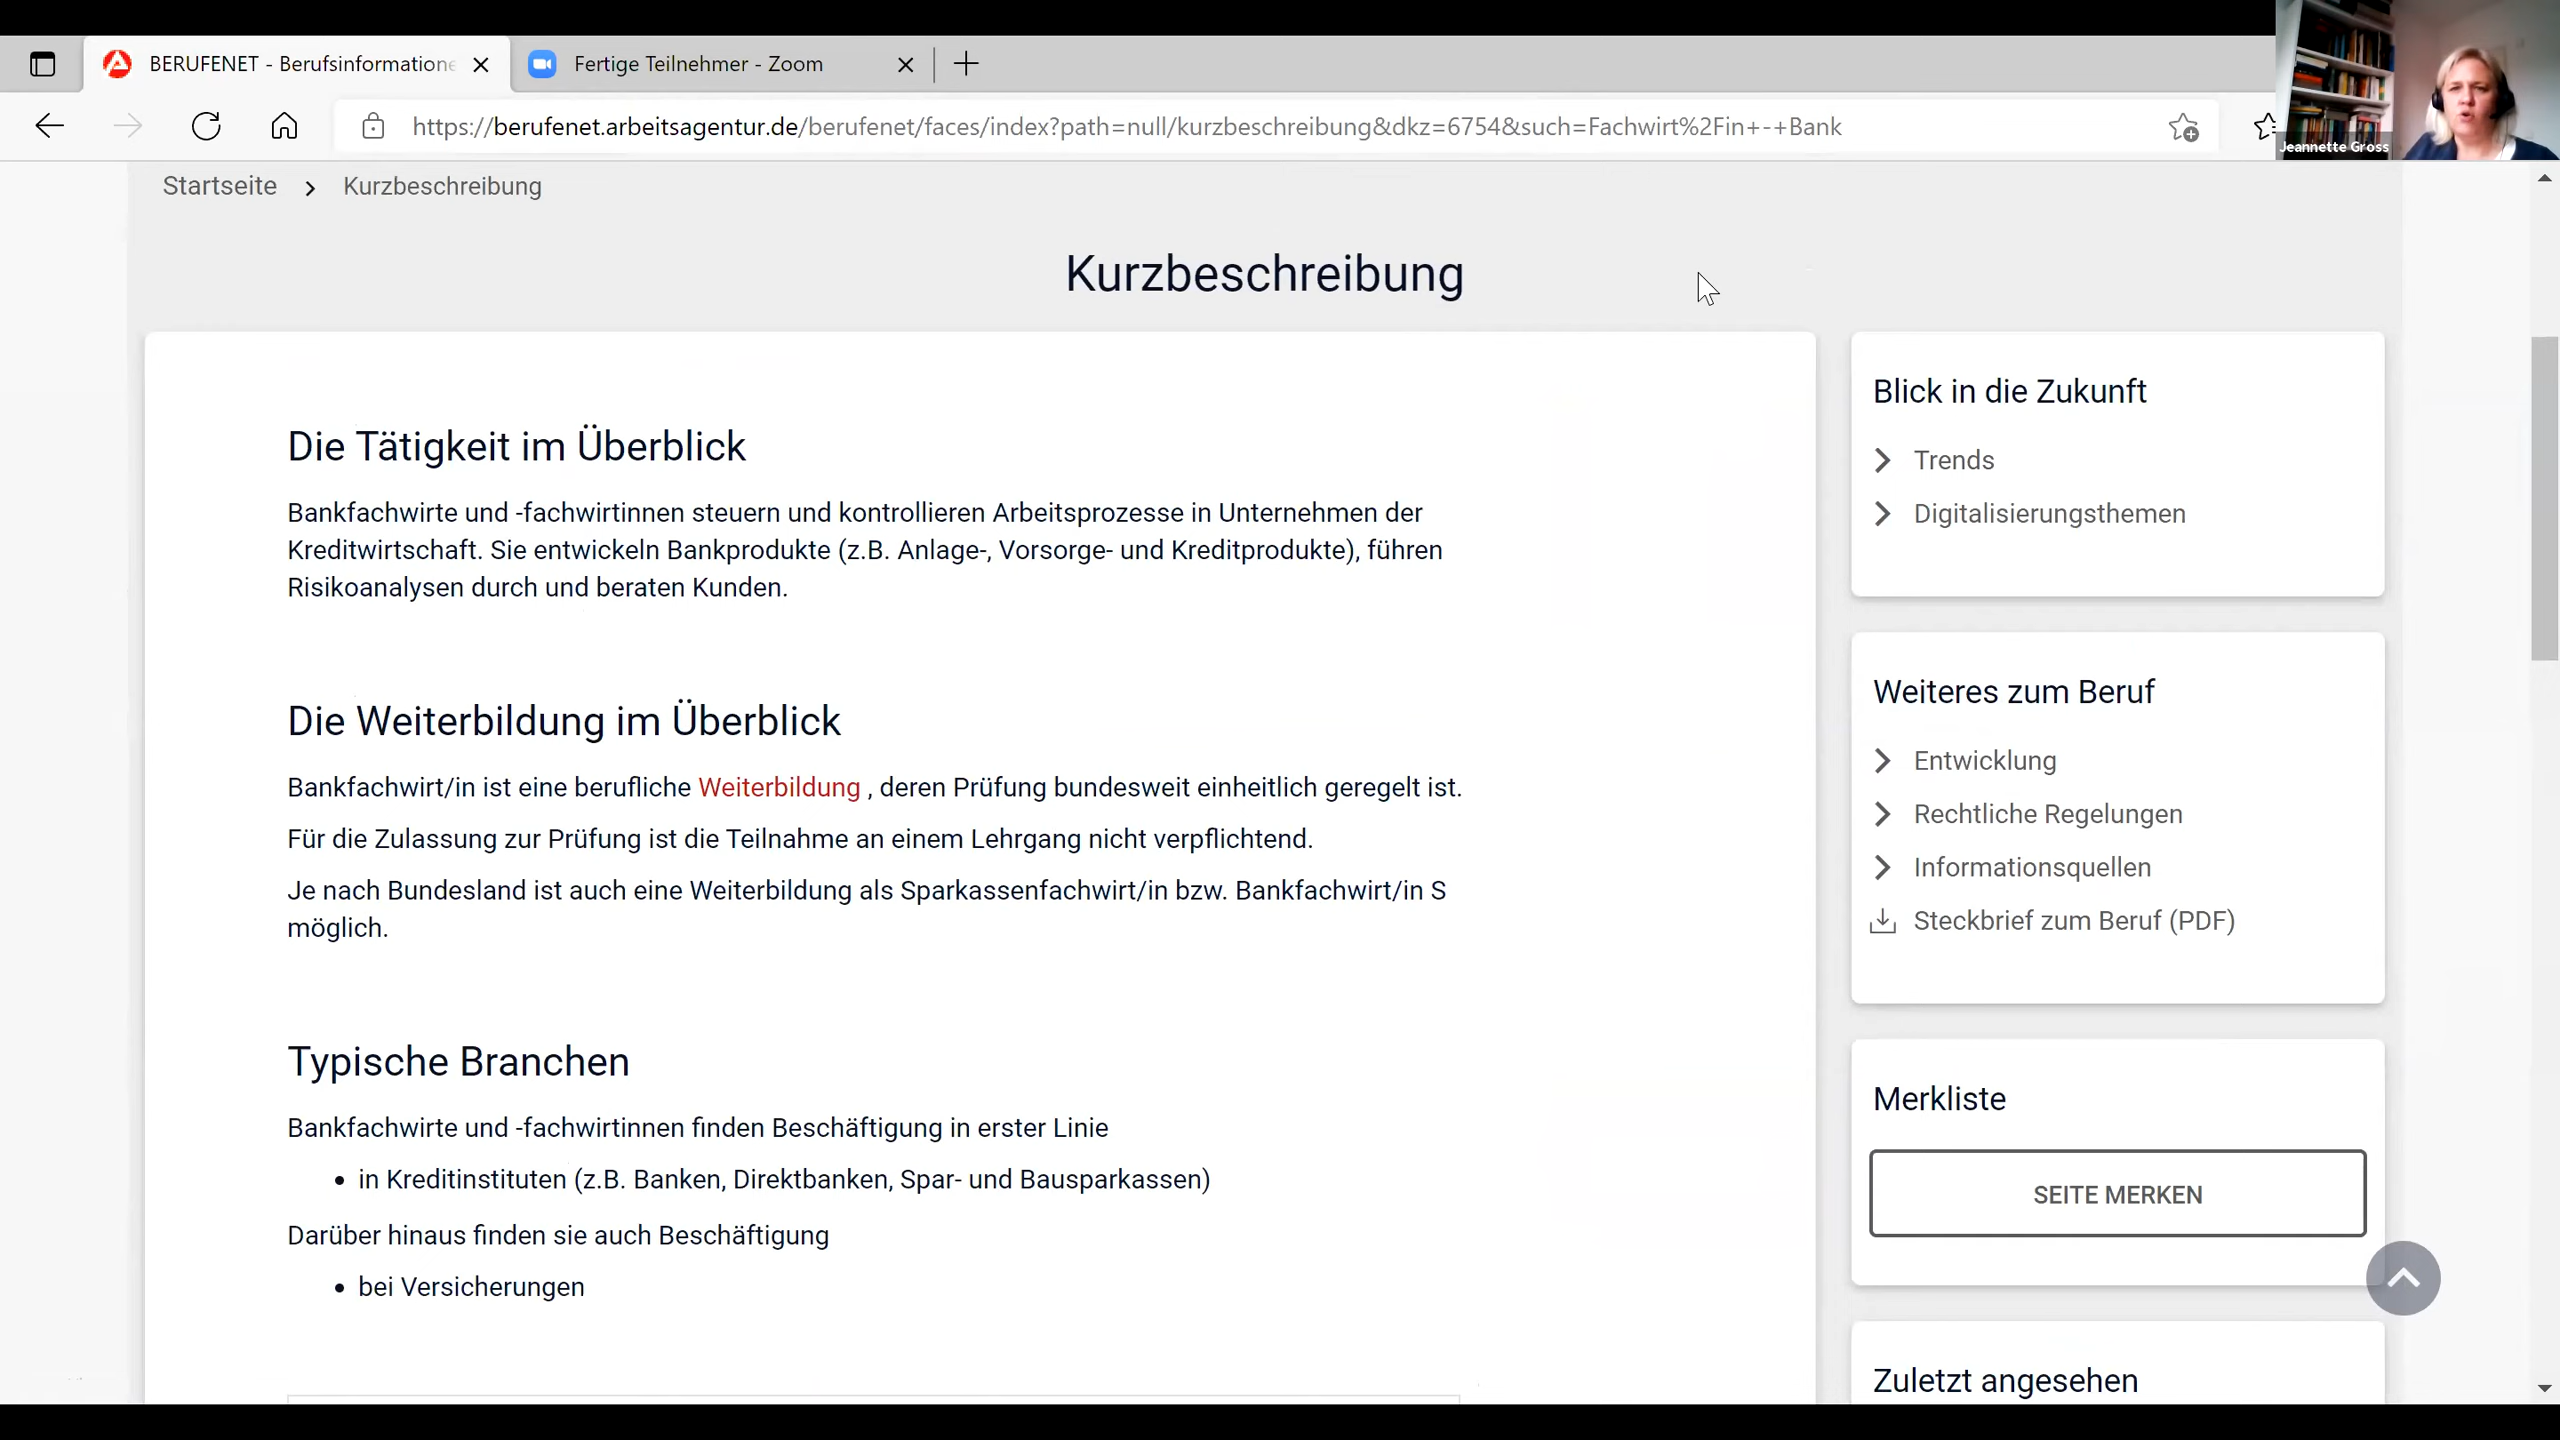 BERUFENET - Berufsinformatione
Fertige Teilnehmer - Zoom
https://berufenet.arbeitsagentur.de/berufenet/faces/index?path=null/kurzbeschreibung&dkz=6754&such=Fachwirt%2Fin+-+Bank
Jeannette Gross
Startseite > Kurzbeschreibung
Kurzbeschreibung
Die Tätigkeit im Überblick
Bankfachwirte und -fachwirtinnen steuern und kontrollieren Arbeitsprozesse in Unternehmen der
Kreditwirtschaft. Sie entwickeln Bankprodukte (z.B. Anlage-, Vorsorge- und Kreditprodukte), führen
Risikoanalysen durch und beraten Kunden.
Die Weiterbildung im Überblick
Bankfachwirt/in ist eine berufliche Weiterbildung , deren Prüfung bundesweit einheitlich geregelt ist.
Für die Zulassung zur Prüfung ist die Teilnahme an einem Lehrgang nicht verpflichtend.
Je nach Bundesland ist auch eine Weiterbildung als Sparkassenfachwirt/in bzw. Bankfachwirt/in S
möglich.
Typische Branchen
Bankfachwirte und -fachwirtinnen finden Beschäftigung in erster Linie
• in Kreditinstituten (z.B. Banken, Direktbanken, Spar- und Bausparkassen)
Darüber hinaus finden sie auch Beschäftigung
• bei Versicherungen
Blick in die Zukunft
Trends
Digitalisierungsthemen
Weiteres zum Beruf
Entwicklung
Rechtliche Regelungen
Informationsquellen
Steckbrief zum Beruf (PDF)
Merkliste
SEITE MERKEN
Zuletzt angesehen